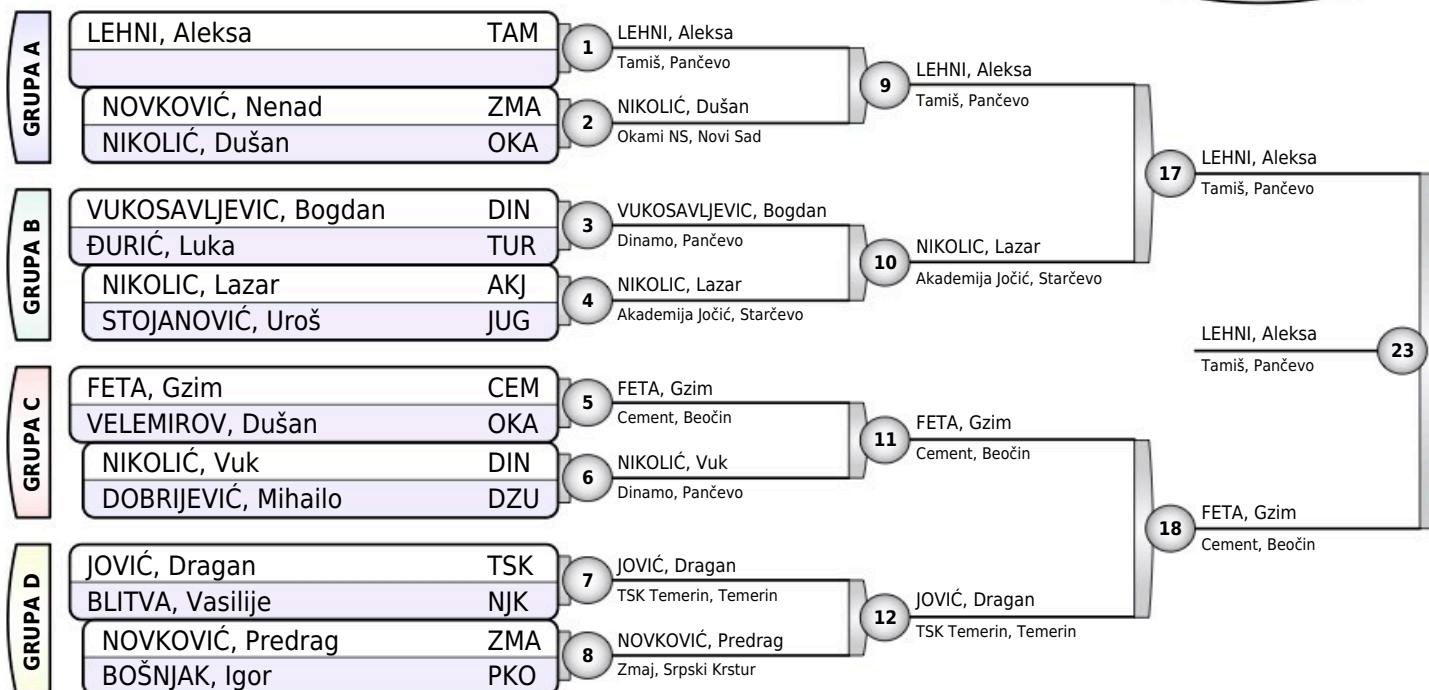 GRUPA A
LEHNI, Aleksa TAM
NOVKOVIĆ, Nenad ZMA
NIKOLIĆ, Dušan OKA
GRUPA B
VUKOSAVLJEVIC, Bogdan DIN
ĐURIĆ, Luka TUR
NIKOLIC, Lazar AKJ
STOJANOVIĆ, Uroš JUG
GRUPA C
FETA, Gzim CEM
VELEMIROV, Dušan OKA
NIKOLIĆ, Vuk DIN
DOBRIJEVIĆ, Mihailo DZU
GRUPA D
JOVIĆ, Dragan TSK
BLITVA, Vasilije NJK
NOVKOVIĆ, Predrag ZMA
BOŠNJAK, Igor PKO
1
LEHNI, Aleksa
Tamiš, Pančevo
2
NIKOLIĆ, Dušan
Okami NS, Novi Sad
3
VUKOSAVLJEVIC, Bogdan
Dinamo, Pančevo
4
NIKOLIC, Lazar
Akademija Jočić, Starčevo
5
FETA, Gzim
Cement, Beočin
6
NIKOLIĆ, Vuk
Dinamo, Pančevo
7
JOVIĆ, Dragan
TSK Temerin, Temerin
8
NOVKOVIĆ, Predrag
Zmaj, Srpski Krstur
9
LEHNI, Aleksa
Tamiš, Pančevo
10
NIKOLIC, Lazar
Akademija Jočić, Starčevo
11
FETA, Gzim
Cement, Beočin
12
JOVIĆ, Dragan
TSK Temerin, Temerin
17
LEHNI, Aleksa
Tamiš, Pančevo
18
FETA, Gzim
Cement, Beočin
LEHNI, Aleksa
Tamiš, Pančevo
23